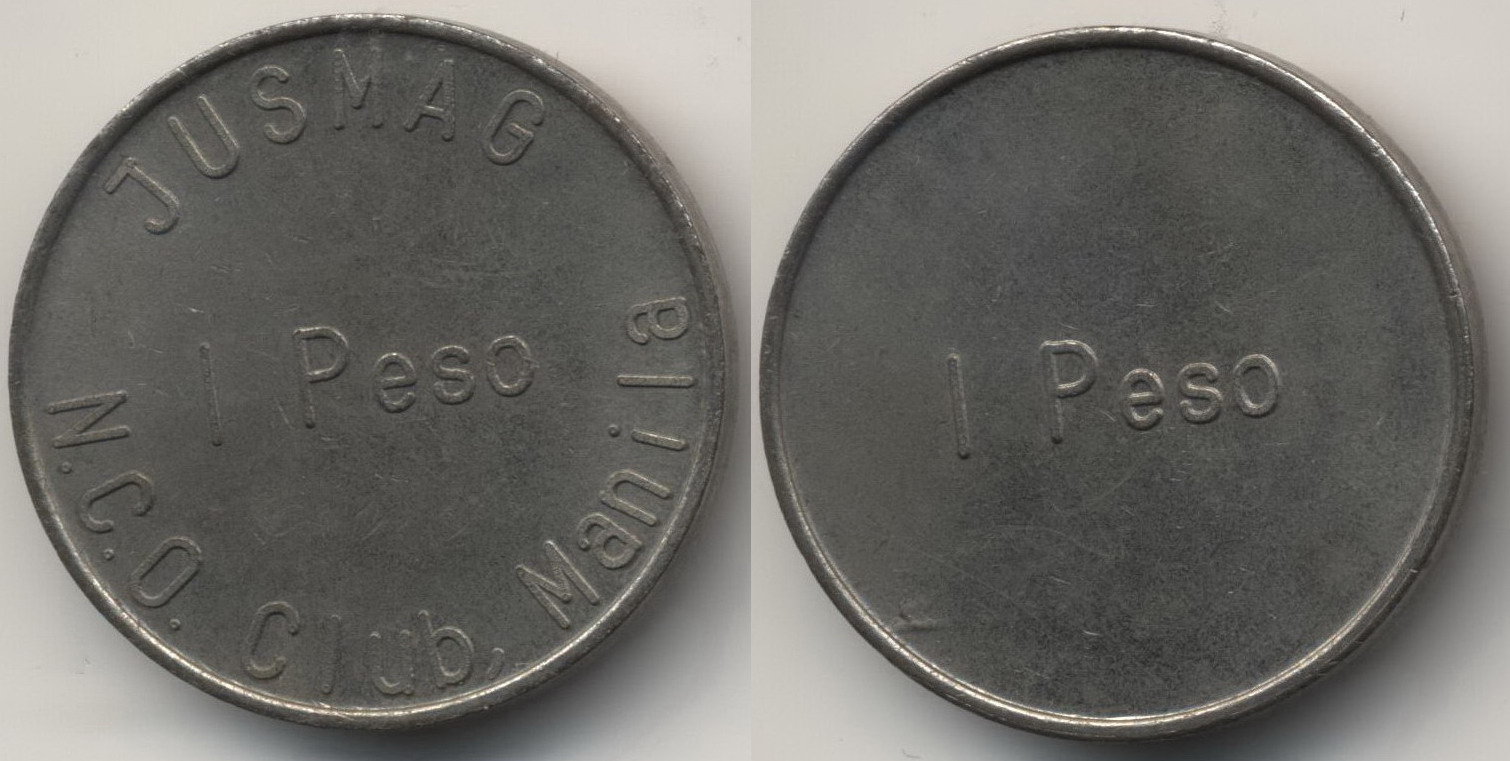 JUSMAG
1 Peso
N.C.O. Club, Manila
1 Peso